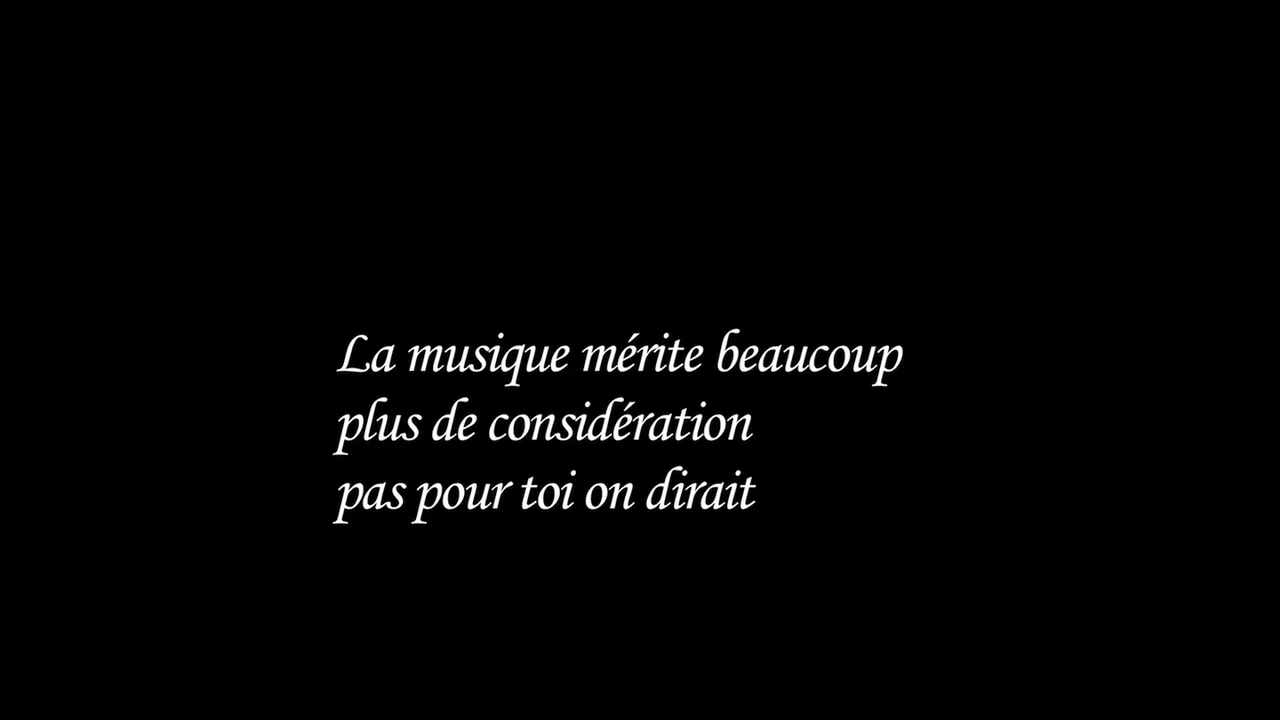 La musique mérite beaucoup
plus de considération
pas pour toi on dirait